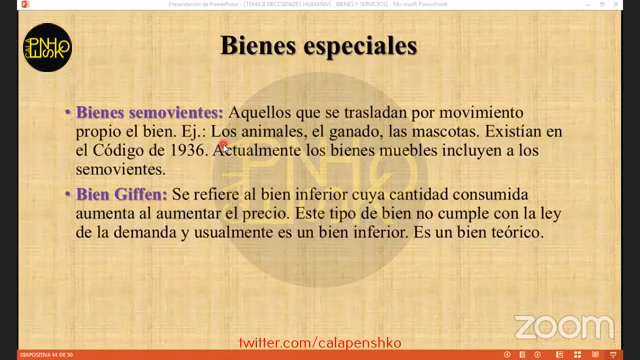 Presentación de PowerPoint - [TEMA II NECESIDADES HUMANAS - BIENES Y SERVICIOS] - Microsoft PowerPoint
Bienes especiales
• Bienes semovientes: Aquellos que se trasladan por movimiento
propio el bien. Ej.: Los animales, el ganado, las mascotas. Existían en
el Código de 1936. Actualmente los bienes muebles incluyen a los
semovientes.
• Bien Giffen: Se refiere al bien inferior cuya cantidad consumida
aumenta al aumentar el precio. Este tipo de bien no cumple con la ley
de la demanda y usualmente es un bien inferior. Es un bien teórico.
zoom
twitter.com/calapenshko
DIAPOSITIVA 44 DE 50